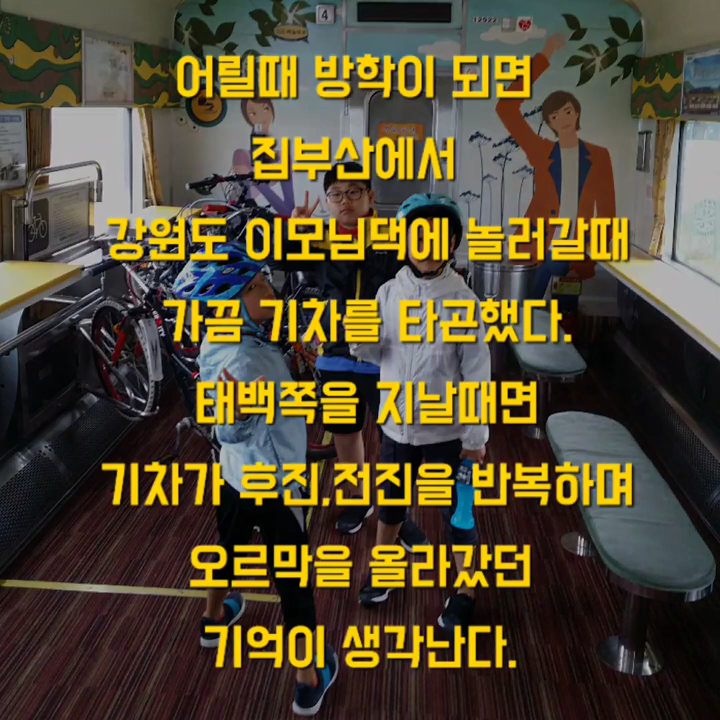 4
12022
어릴때 방학이 되면
집부산에서
강원도 이모님댁에 놀러갈때
가끔 기차를 타곤했다.
태백쪽을 지날때면
기차가 후진,전진을 반복하며
오르막을 올라갔던
기억이 생각난다.